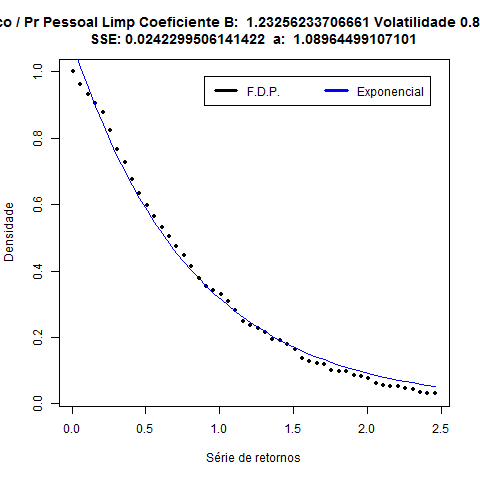 co / Pr Pessoal Limp Coeficiente B: 1.23256233706661 Volatilidade 0.8
SSE: 0.0242299506141422 a: 1.08964499107101
F.D.P. Exponencial
Densidade
1.0
0.8
0.6
0.4
0.2
0.0
0.0 0.5 1.0 1.5 2.0 2.5
Série de retornos